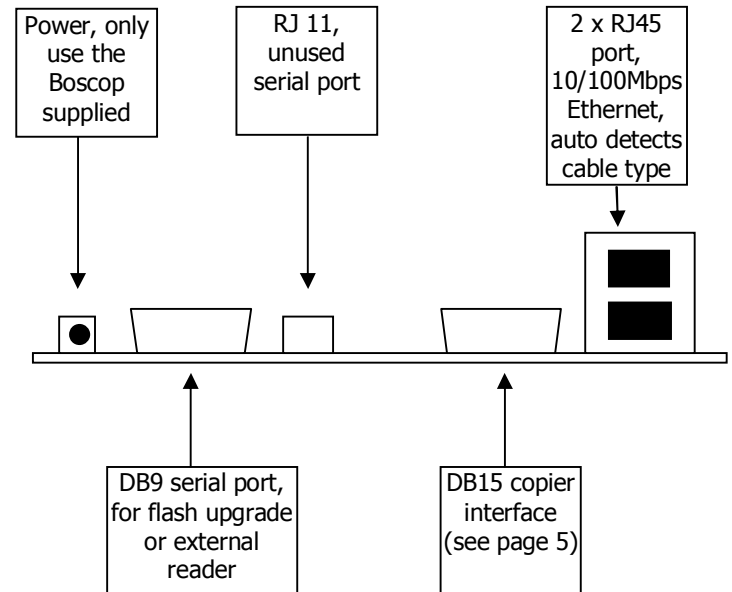 Power, only
use the
Boscop
supplied
RJ 11,
unused
serial port
2 x RJ45
port,
10/100Mbps
Ethernet,
auto detects
cable type
DB9 serial port,
for flash upgrade
or external
reader
DB15 copier
interface
(see page 5)